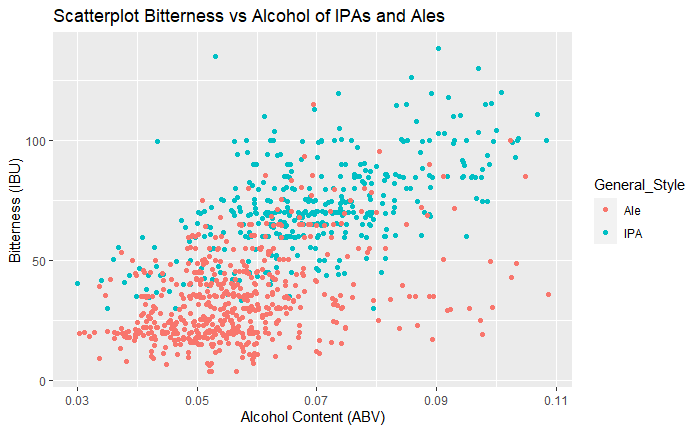 Scatterplot Bitterness vs Alcohol of IPAs and Ales
Bitterness (IBU)
100
50
0
0.03 0.05 0.07 0.09 0.11
Alcohol Content (ABV)
General_Style
Ale
IPA